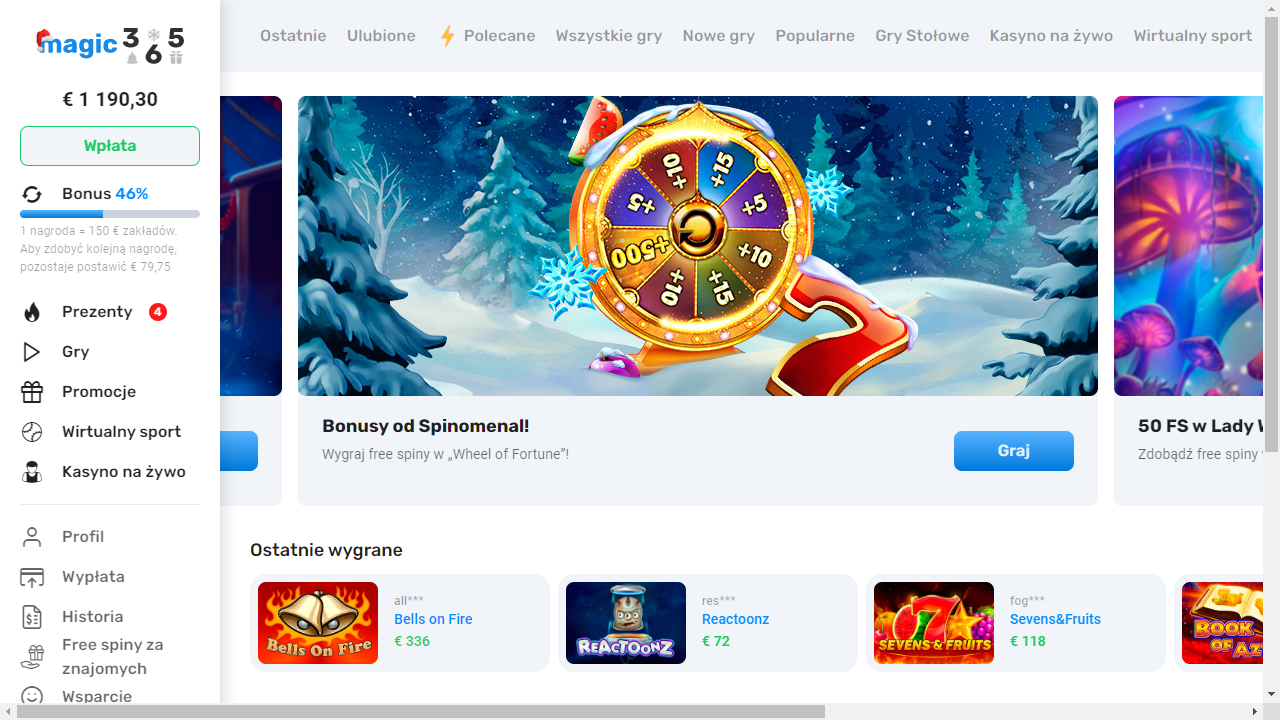 magic 365
€ 1 190,30
Wpłata
Bonus 46%
1 nagroda = 150 € zakładów.
Aby zdobyć kolejną nagrodę,
pozostaje postawić € 79,75
Prezenty 4
Gry
Promocje
Wirtualny sport
Kasyno na żywo
Profil
Wypłata
Historia
Free spiny za
znajomych
Wsparcie
Ostatnie Ulubione Polecane Wszystkie gry Nowe gry Popularne Gry Stołowe Kasyno na żywo Wirtualny sport
+10 +15
+5 +5
+500 +10
+10 +15
Bonusy od Spinomenal!
Wygraj free spiny w „Wheel of Fortune”!
Graj
50 FS w Lady
Zdobądź free spiny
Ostatnie wygrane
Bells On Fire
all***
Bells on Fire
€ 336
REACTOONZ
res***
Reactoonz
€ 72
SEVENS & FRUITS
fog***
Sevens&Fruits
€ 118
BOOK
OF AZ